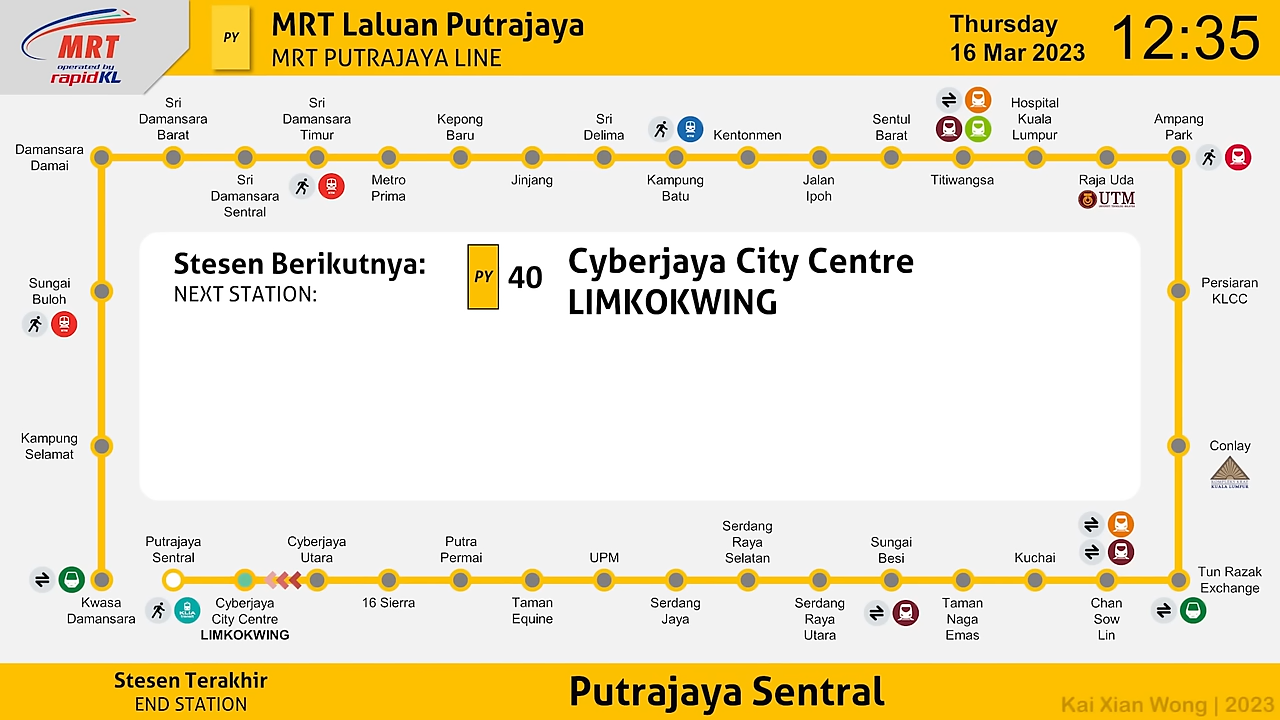 MRT
operated by
rapidKL
PY
MRT Laluan Putrajaya
MRT PUTRAJAYA LINE
Thursday
16 Mar 2023
12:35
Damansara
Damai
Sri
Damansara
Barat
Sri
Damansara
Sentral
Sri
Damansara
Timur
Metro
Prima
Kepong
Baru
Jinjang
Sri
Delima
Kampung
Batu
Kentonmen
Jalan
Ipoh
Sentul
Barat
Titiwangsa
Hospital
Kuala
Lumpur
Raja Uda
UTM
Ampang
Park
Sungai
Buloh
Persiaran
KLCC
Stesen Berikutnya:
NEXT STATION:
PY
40
Cyberjaya City Centre
LIMKOKWING
Kampung
Selamat
Conlay
KUALA LUMPUR
Kwasa
Damansara
Putrajaya
Sentral
Cyberjaya
City Centre
LIMKOKWING
Cyberjaya
Utara
16 Sierra
Putra
Permai
Taman
Equine
UPM
Serdang
Jaya
Serdang
Raya
Selatan
Serdang
Raya
Utara
Sungai
Besi
Taman
Naga
Emas
Kuchai
Chan
Sow
Lin
Tun Razak
Exchange
Stesen Terakhir
END STATION
Putrajaya Sentral
Kai Xian Wong | 2023